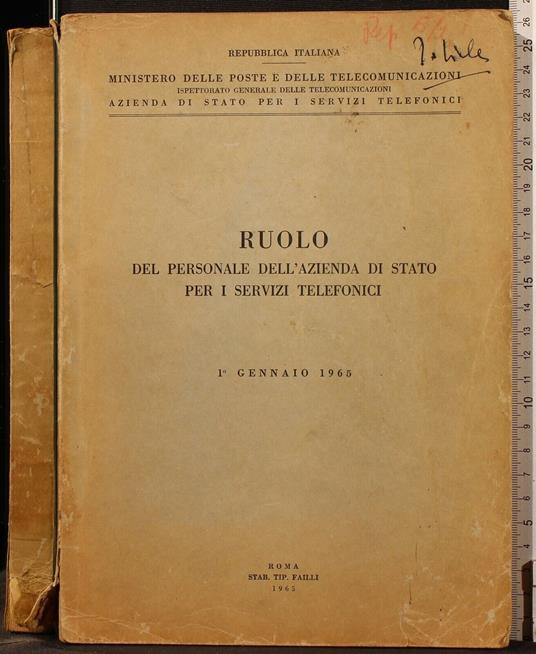 REPUBBLICA ITALIANA
MINISTERO DELLE POSTE E DELLE TELECOMUNICAZIONI
ISPETTORATO GENERALE DELLE TELECOMUNICAZIONI
AZIENDA DI STATO PER I SERVIZI TELEFONICI
RUOLO
DEL PERSONALE DELL'AZIENDA DI STATO
PER I SERVIZI TELEFONICI
1º GENNAIO 1965
ROMA
STAB. TIP. FAILLI
1965